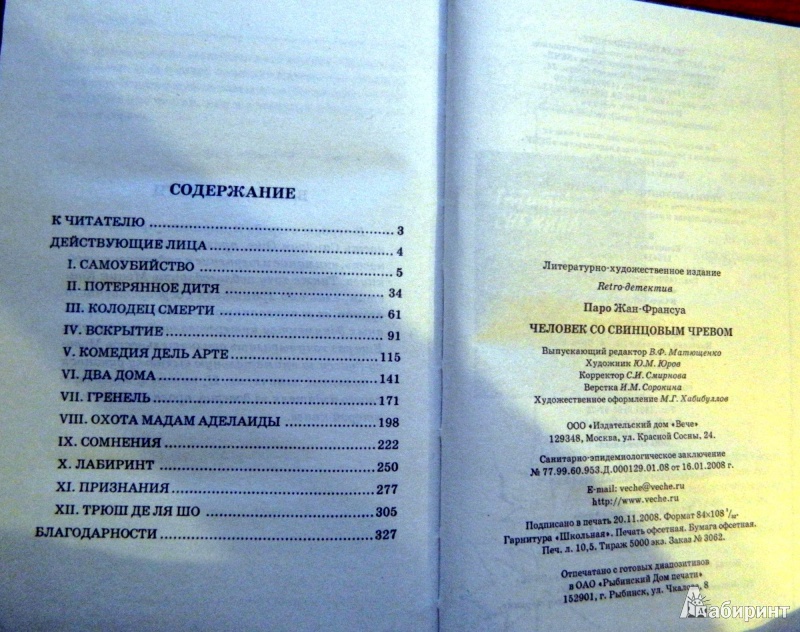 СОДЕРЖАНИЕ
К ЧИТАТЕЛЮ ........ 3
ДЕЙСТВУЮЩИЕ ЛИЦА ........ 4
I. САМОУБИЙСТВО ........ 5
II. ПОТЕРЯННОЕ ДИТЯ ........ 34
III. КОЛОДЕЦ СМЕРТИ ........ 61
IV. ВСКРЫТИЕ ........ 91
V. КОМЕДИЯ ДЕЛЬ АРТЕ ........ 115
VI. ДВА ДОМА ........ 141
VII. ГРЕНЕЛЬ ........ 171
VIII. ОХОТА МАДАМ АДЕЛАИДЫ ........ 198
IX. СОМНЕНИЯ ........ 222
X. ЛАБИРИНТ ........ 250
XI. ПРИЗНАНИЯ ........ 277
XII. ТРЮШ ДЕ ЛЯ ШО ........ 305
БЛАГОДАРНОСТИ ........ 327
Литературно-художественное издание
Retro-детектив
Паро Жан-Франсуа
ЧЕЛОВЕК СО СВИНЦОВЫМ ЧРЕВОМ
Выпускающий редактор В.Ф. Матющенко
Художник Ю.М. Юров
Корректор С.И. Смирнова
Верстка И.М. Сорокина
Художественное оформление М.Г. Хабибуллов
ООО «Издательский дом «Вече»
129348, Москва, ул. Красной Сосны, 24.
Санитарно-эпидемиологическое заключение
№ 77.99.60.953.Д.000129.01.08 от 16.01.2008 г.
E-mail: veche@veche.ru
http://www.veche.ru
Подписано в печать 20.11.2008. Формат 84×108 1/32.
Гарнитура «Школьная». Печать офсетная. Бумага офсетная.
Печ. л. 10,5. Тираж 5000 экз. Заказ № 3062.
Отпечатано с готовых диапозитивов
в ОАО «Рыбинский Дом печати»
152901, г. Рыбинск, ул. Чкалова, 8
Лабиринт